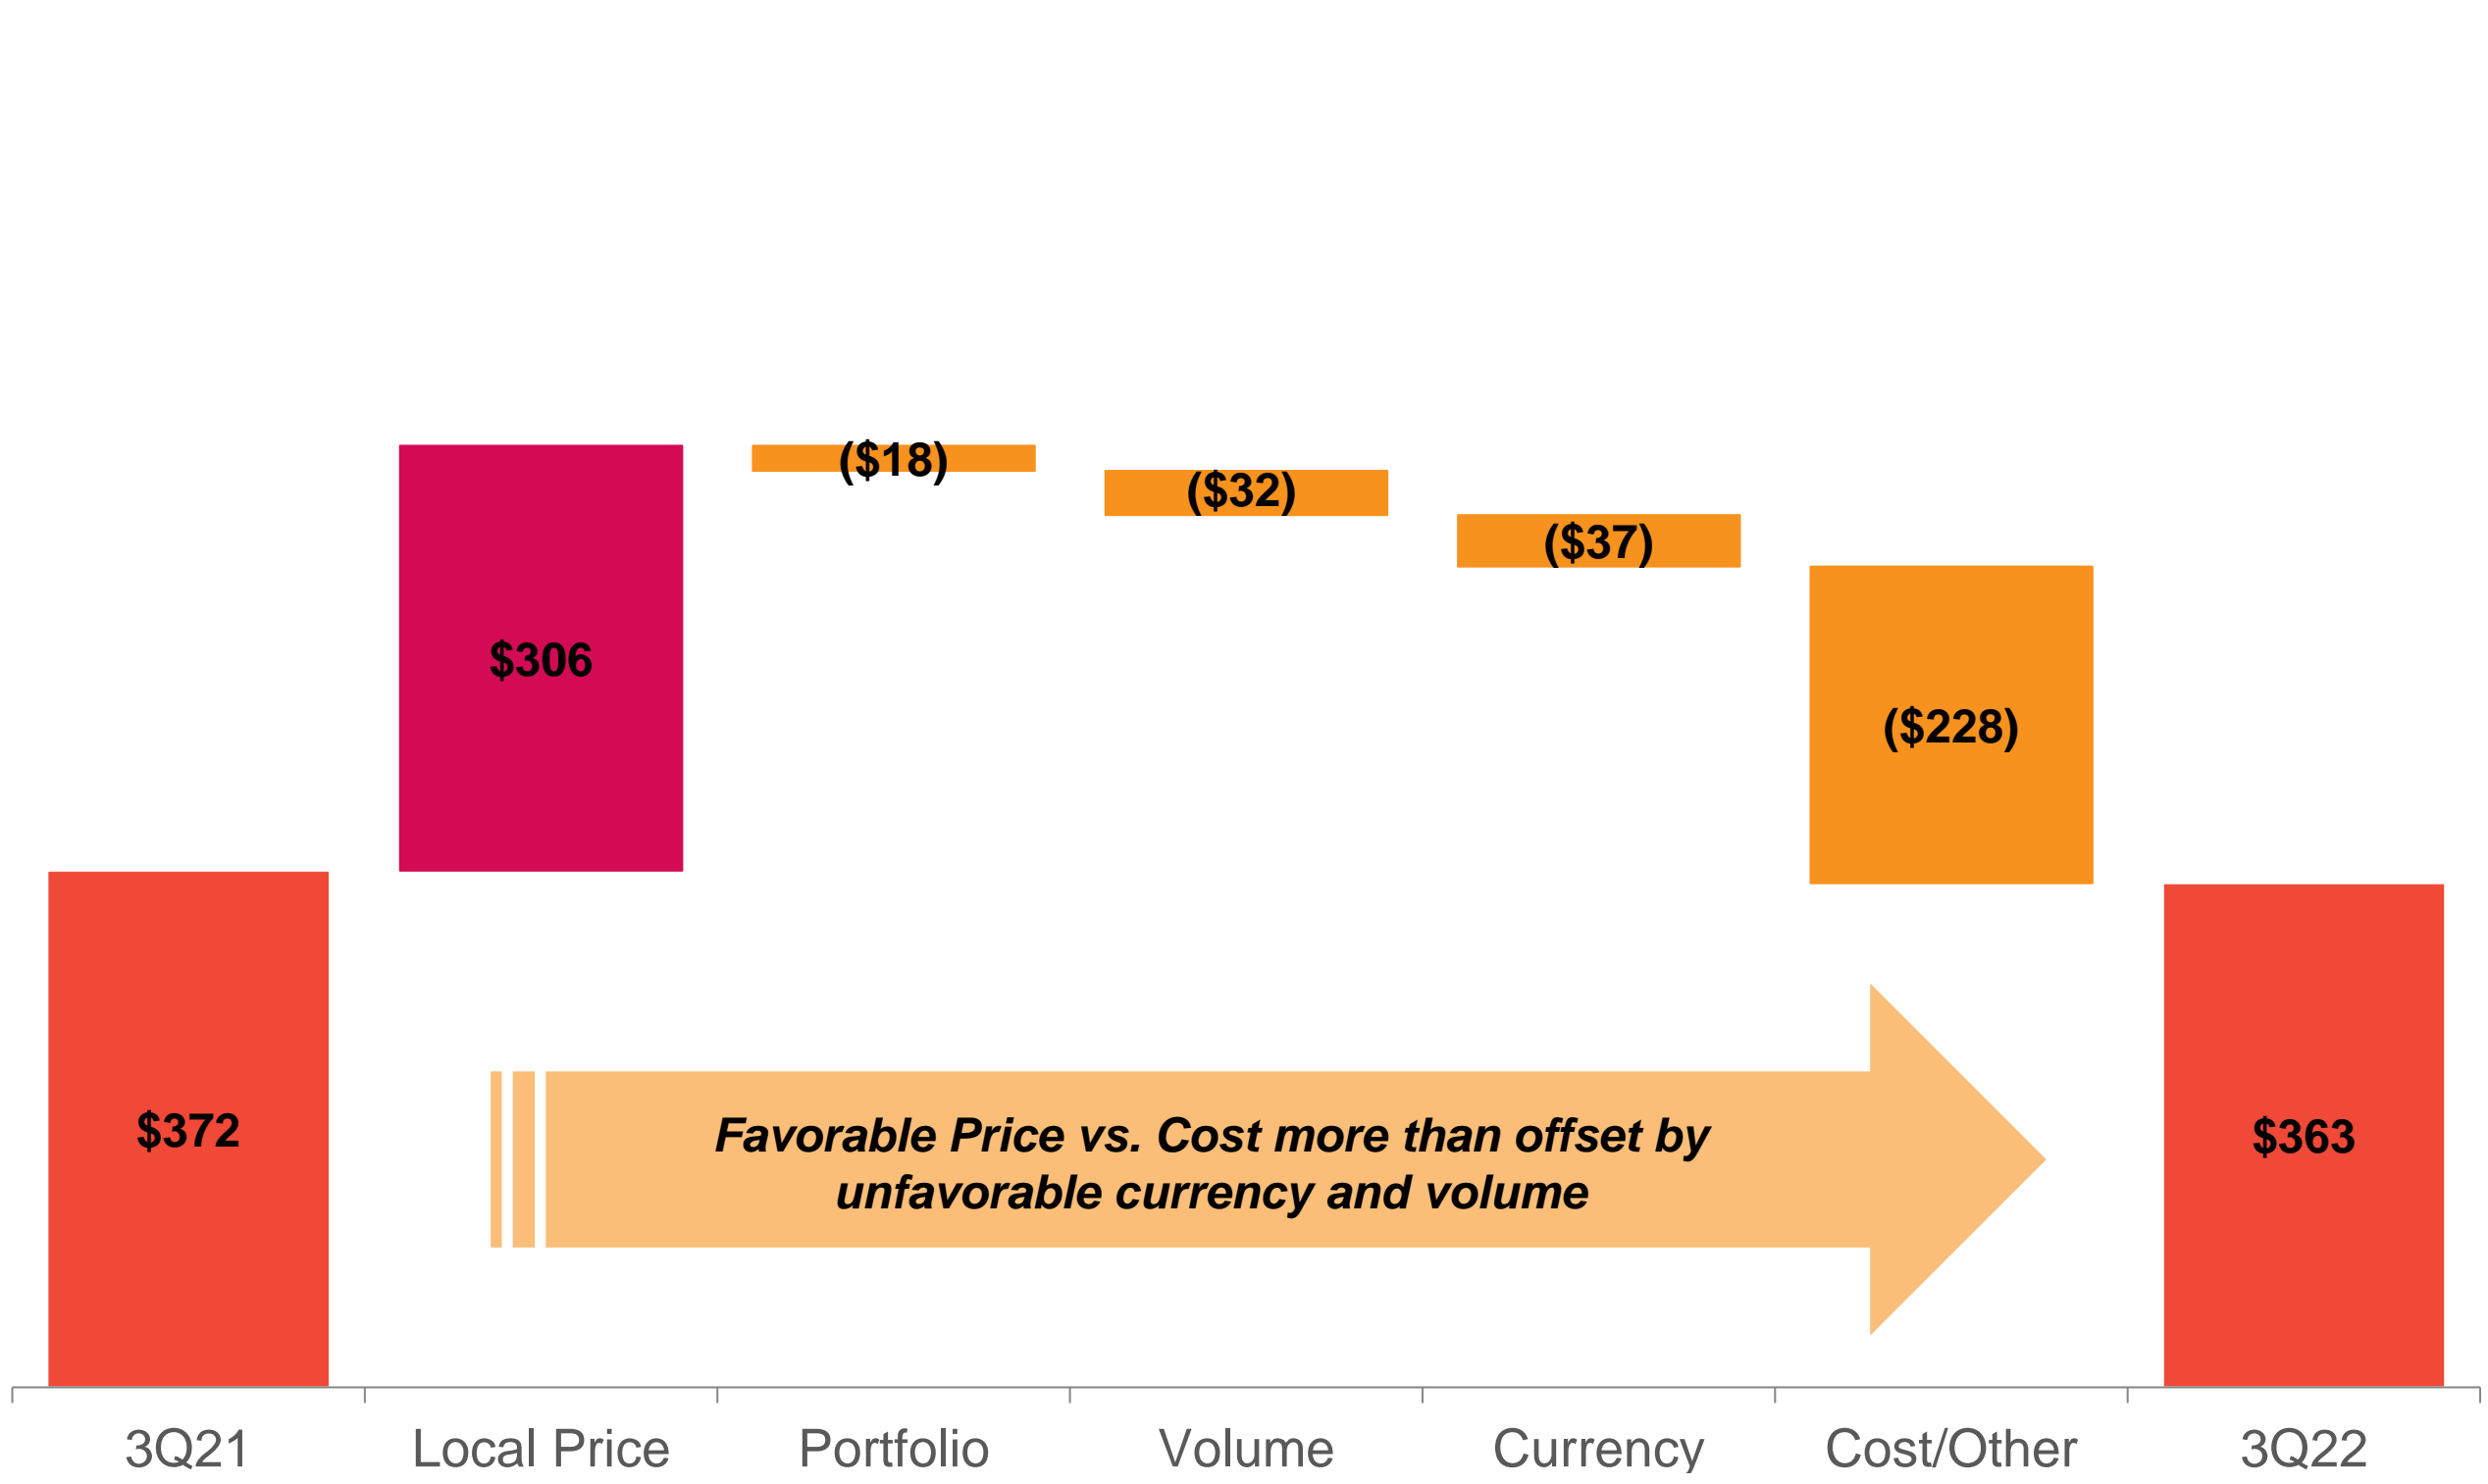 ($18)
($32)
($37)
$306
($228)
$372
Favorable Price vs. Cost more than offset by
unfavorable currency and volume
$363
3Q21
Local Price
Portfolio
Volume
Currency
Cost/Other
3Q22